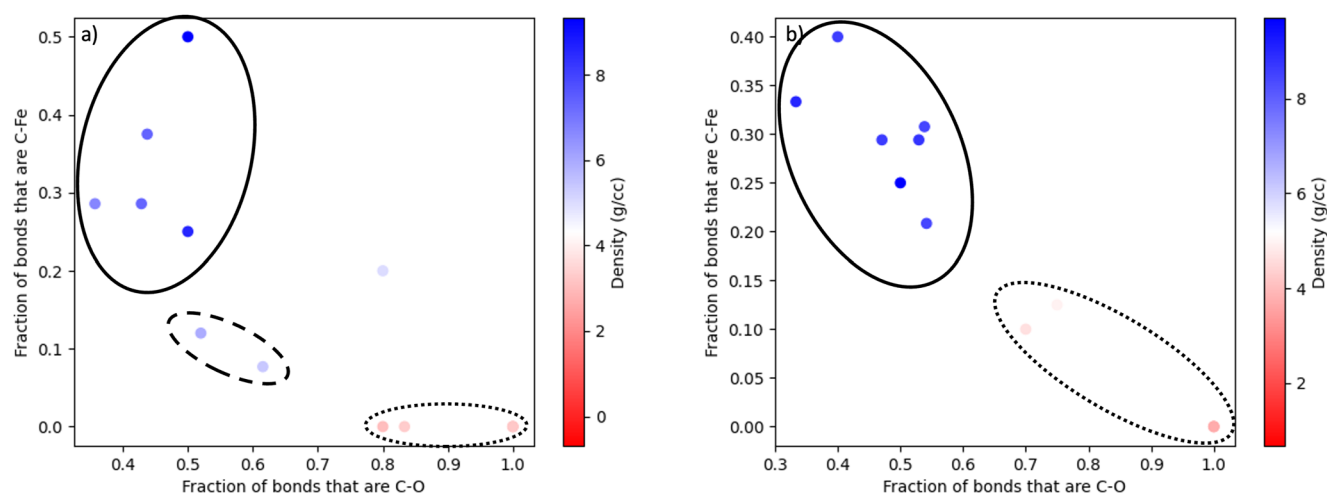 a)
0.5
0.4
0.3
0.2
0.1
0.0
Fraction of bonds that are C-Fe
0.4 0.5 0.6 0.7 0.8 0.9 1.0
Fraction of bonds that are C-O
8
6
4
2
0
Density (g/cc)
b)
0.40
0.35
0.30
0.25
0.20
0.15
0.10
0.05
0.00
Fraction of bonds that are C-Fe
0.3 0.4 0.5 0.6 0.7 0.8 0.9 1.0
Fraction of bonds that are C-O
8
6
4
2
Density (g/cc)